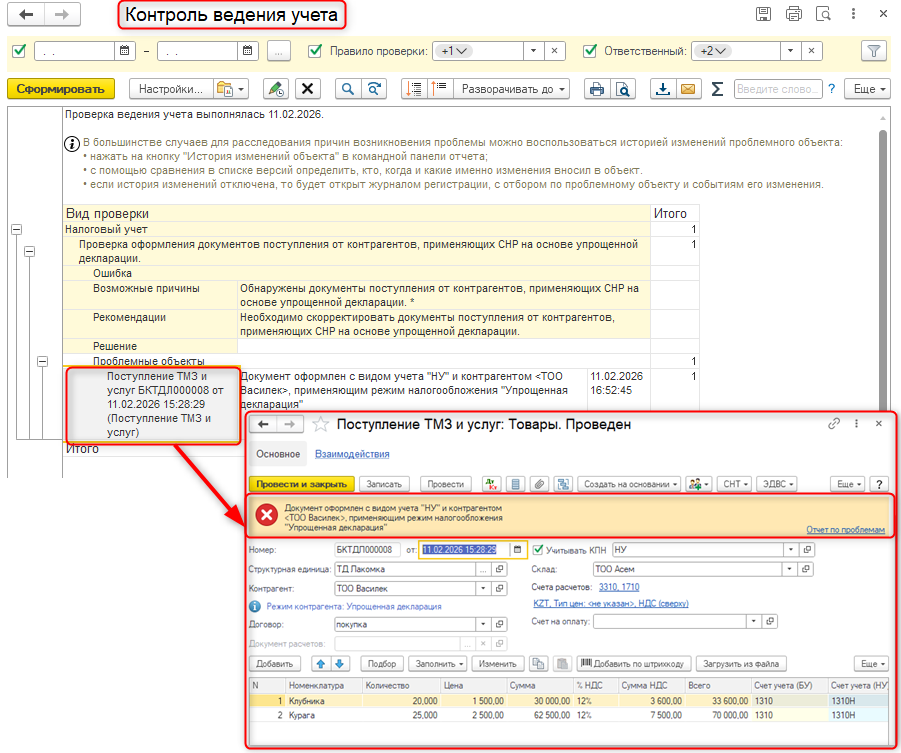 Контроль ведения учета
. . – . . ... Правило проверки: +1 Ответственный: +2
Сформировать Настройки... Разворачивать до Введите слово... ? Еще
Проверка ведения учета выполнялась 11.02.2026.
В большинстве случаев для расследования причин возникновения проблемы можно воспользоваться историей изменений проблемного объекта:
• нажать на кнопку "История изменений объекта" в командной панели отчета;
• с помощью сравнения в списке версий определить, кто, когда и какие именно изменения вносил в объект.
• если история изменений отключена, то будет открыт журналом регистрации, с отбором по проблемному объекту и событиям его изменения.
Вид проверки Итого
Налоговый учет 1
Проверка оформления документов поступления от контрагентов, применяющих СНР на основе упрощенной 1
декларации.
Ошибка
Возможные причины Обнаружены документы поступления от контрагентов, применяющих СНР на
основе упрощенной декларации. *
Рекомендации Необходимо скорректировать документы поступления от контрагентов,
применяющих СНР на основе упрощенной декларации.
Решение
Проблемные объекты 1
Поступление ТМЗ и Документ оформлен с видом учета "НУ" и контрагентом <ТОО 11.02.2026 1
услуг БКТДЛ000008 от Василек>, применяющим режим налогообложения "Упрощенная 16:52:45
11.02.2026 15:28:29 декларация"
(Поступление ТМЗ и
услуг)
Итого
Поступление ТМЗ и услуг: Товары. Проведен
Основное Взаимодействия
Провести и закрыть Записать Провести Дт Кт Создать на основании СНТ ЭДВС Еще ?
Документ оформлен с видом учета "НУ" и контрагентом
<ТОО Василек>, применяющим режим налогообложения
"Упрощенная декларация" Отчет по проблемам
Номер: БКТДЛ000008 от: 11.02.2026 15:28:29 Учитывать КПН НУ
Структурная единица: ТД Лакомка ... Склад: ТОО Асем
Контрагент: ТОО Василек Счета расчетов: 3310, 1710
Режим контрагента: Упрощенная декларация KZT, Тип цен: <не указан>, НДС (сверху)
Договор: покупка Счет на оплату:
Документ расчетов: ...
Добавить Подбор Заполнить Изменить Добавить по штрихкоду Загрузить из файла Еще
N Номенклатура Количество Цена Сумма % НДС Сумма НДС Всего Счет учета (БУ) Счет учета (НУ
1 Клубника 20,000 1 500,00 30 000,00 12% 3 600,00 33 600,00 1310 1310Н
2 Курага 25,000 2 500,00 62 500,00 12% 7 500,00 70 000,00 1310 1310Н